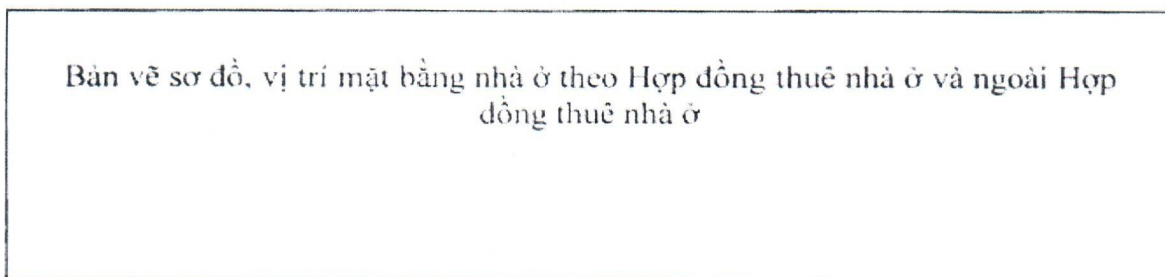 Bản vẽ sơ đồ, vị trí mặt bằng nhà ở theo Hợp đồng thuê nhà ở và ngoài Hợp
đồng thuê nhà ở